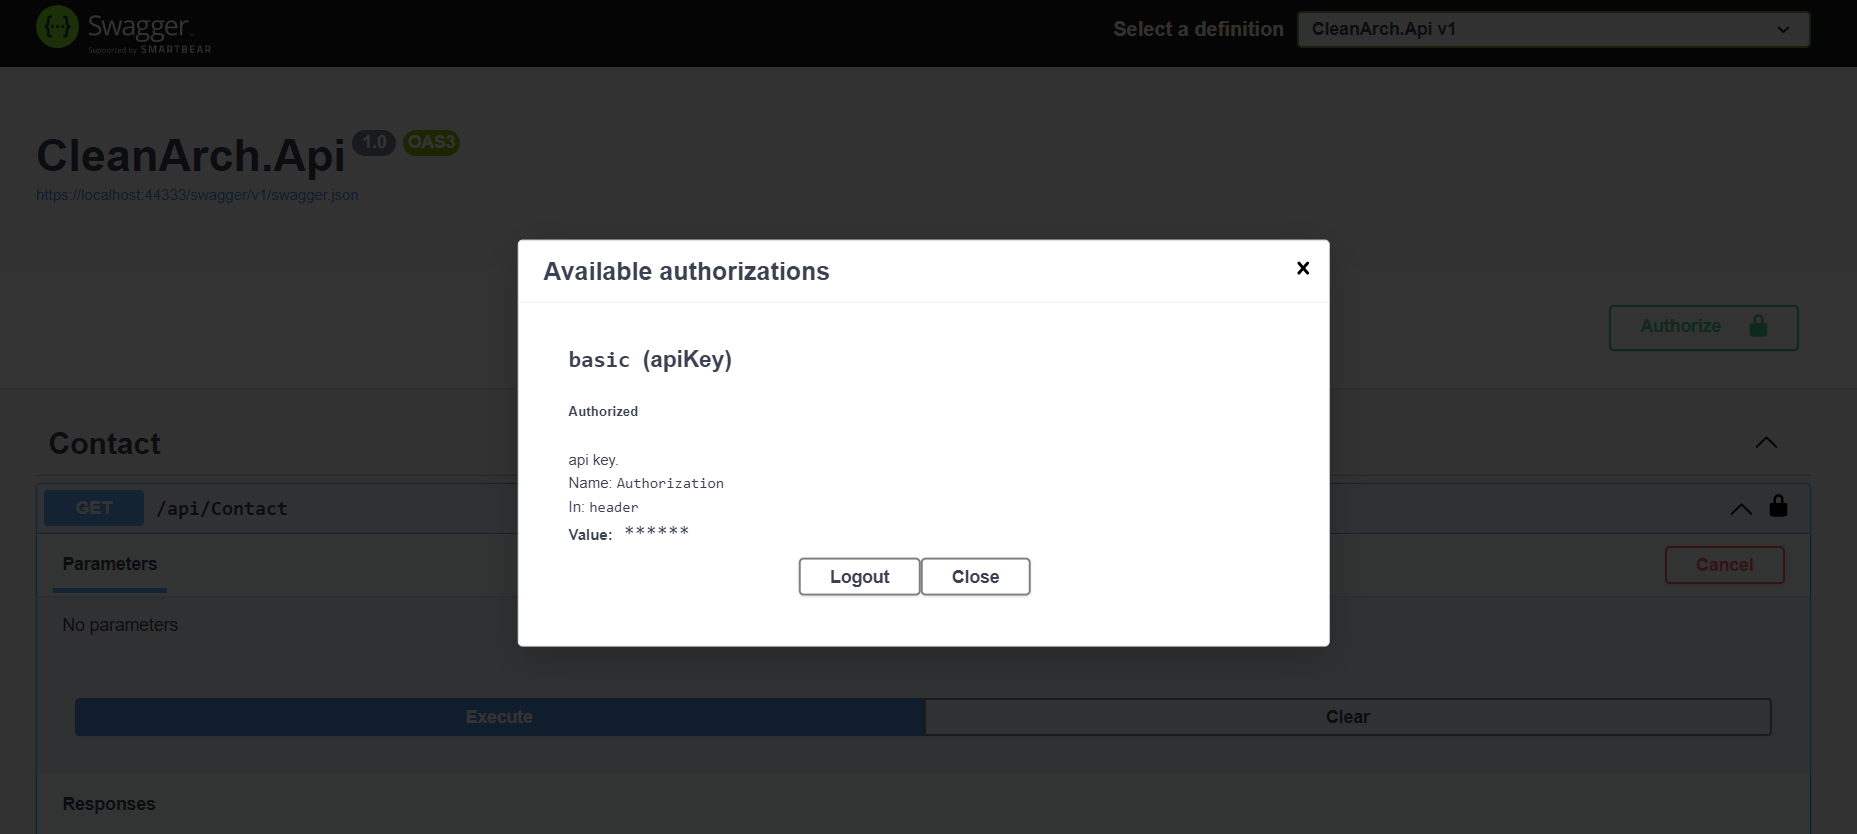 Swagger
Supported by SMARTBEAR
Select a definition
CleanArch.Api v1
CleanArch.Api 1.0 OAS3
https://localhost:44333/swagger/v1/swagger.json
Available authorizations
Authorize
basic (apiKey)
Authorized
api key.
Name: Authorization
In: header
Value: ******
Logout Close
Contact
GET /api/Contact
Parameters
Cancel
No parameters
Execute
Clear
Responses